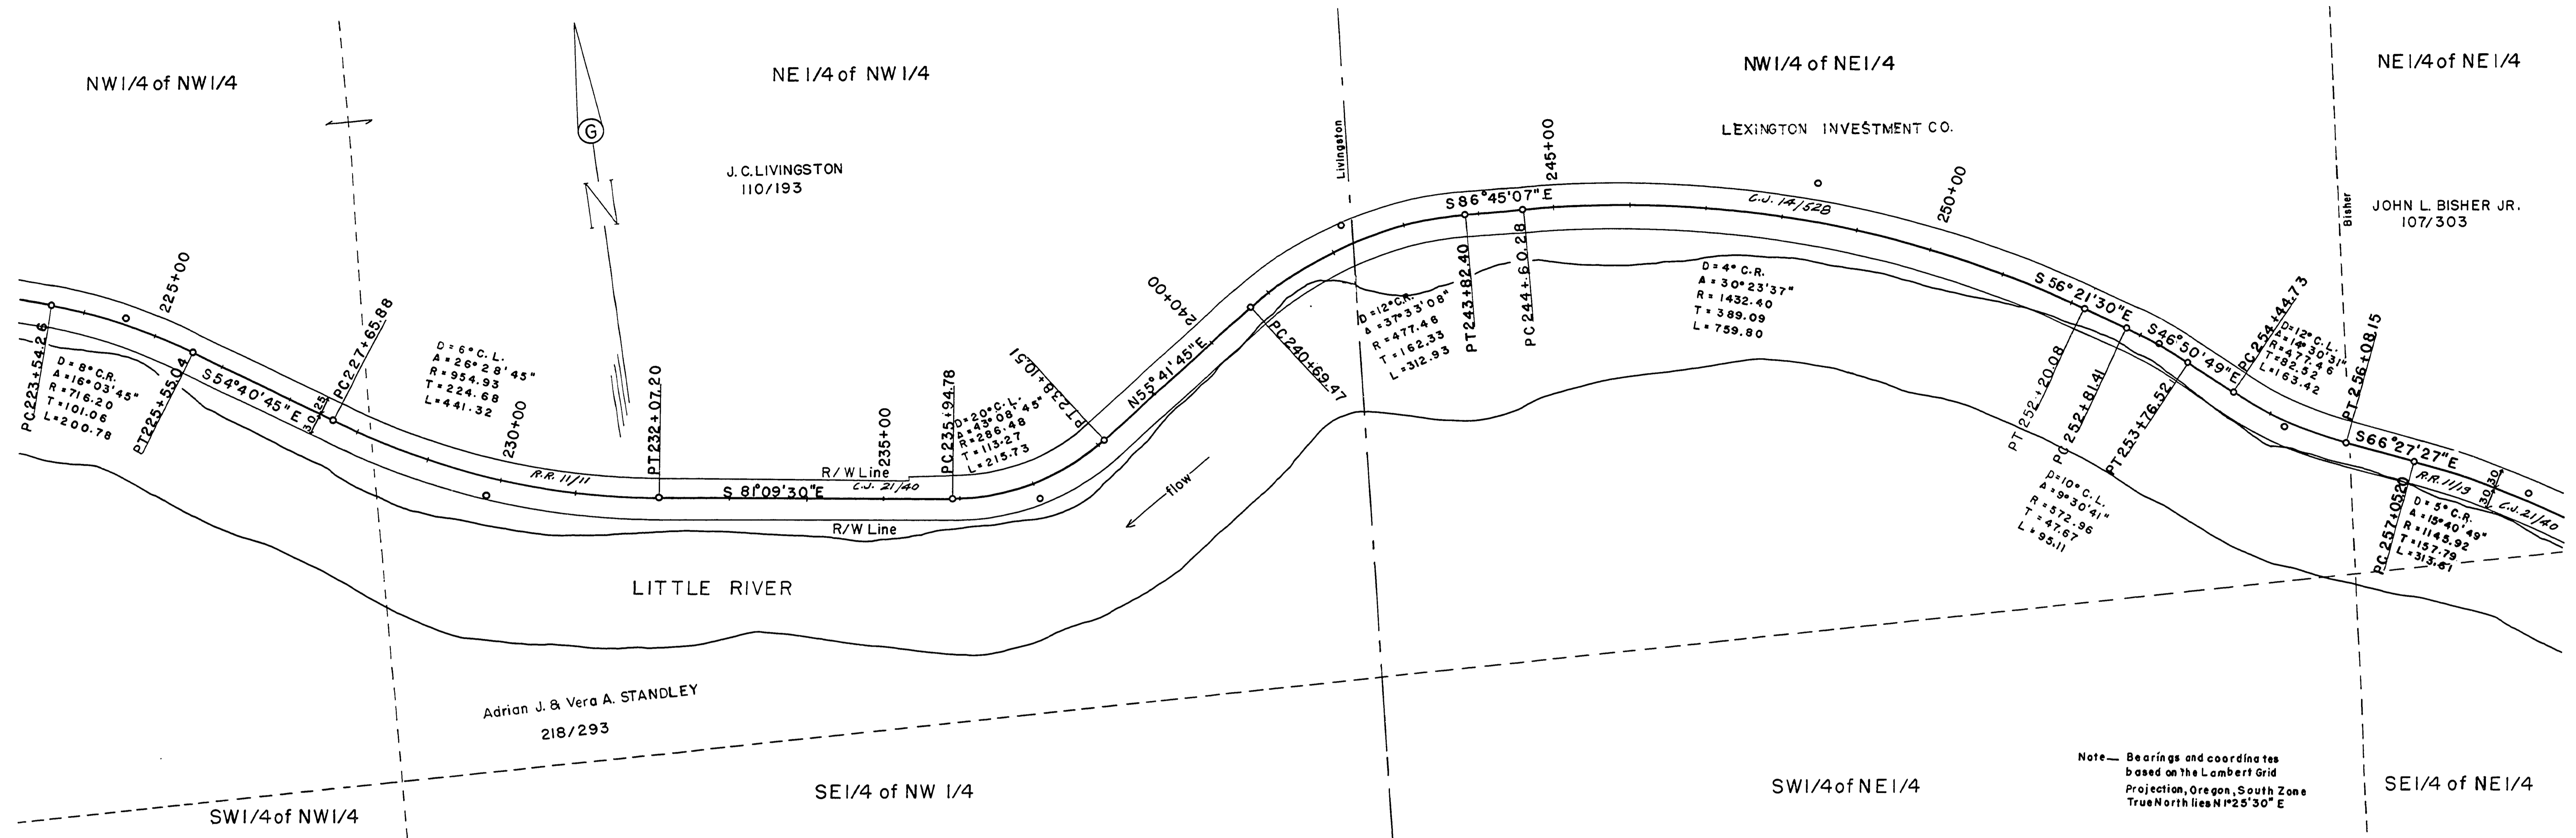 NW1/4 of NW1/4
NE1/4 of NW1/4
NW1/4 of NE1/4
NE1/4 of NE1/4
G
N
J.C.LIVINGSTON
110/193
Livingston
LEXINGTON INVESTMENT CO.
Bisher
JOHN L. BISHER JR.
107/303
PC 223+54.26
D = 8° C.R.
Δ = 16°03'45"
R = 716.20
T = 101.06
L = 200.78
225+00
PT 225+55.04
S54°40'45"E
30
25
PC 227+65.88
D = 6° C.L.
Δ = 26°28'45"
R = 954.93
T = 224.68
L = 441.32
230+00
R.R. 11/11
PT 232+07.20
S 81°09'30"E
R/W Line
C.J. 21/40
235+00
R/W Line
PC 235+94.78
D = 20° C.L.
Δ = 43°08'45"
R = 286.48
T = 113.27
L = 215.73
PT 238+10.51
N55°41'45"E
240+00
PC 240+69.47
flow
D = 12° C.R.
Δ = 37°33'08"
R = 477.46
T = 162.33
L = 312.93
PT 243+82.40
S 86°45'07"E
PC 244+60.28
245+00
C.J. 14/528
D = 4° C.R.
Δ = 30°23'37"
R = 1432.40
T = 389.09
L = 759.80
250+00
PT 252+20.08
S 56°21'30"E
PC 252+81.41
D = 10° C.L.
Δ = 9°30'41"
R = 572.96
T = 47.67
L = 95.11
PT 253+76.52
S46°50'49"E
PC 254+44.73
D = 12° C.L.
Δ = 14°30'31"
R = 477.46
T = 82.52
L = 163.42
PT 256+08.15
S66°27'27"E
PC 257+05.20
R.R. 11/13
30
30
C.J. 21/40
D = 5° C.R.
Δ = 15°40'49"
R = 1145.92
T = 157.79
L = 313.61
LITTLE RIVER
Adrian J. & Vera A. STANDLEY
218/293
SW1/4 of NW1/4
SE1/4 of NW 1/4
SW1/4 of NE1/4
SE1/4 of NE1/4
Note— Bearings and coordinates
based on the Lambert Grid
Projection, Oregon, South Zone
True North lies N 1°25'30" E